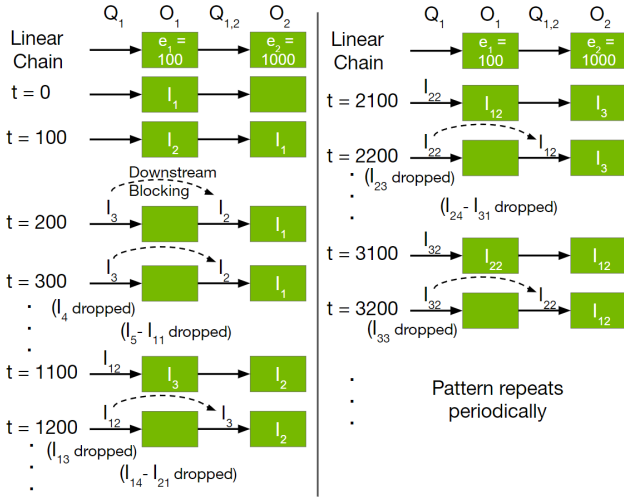 Q₁ O₁ Q₁,₂ O₂
Linear Chain e₁ = 100 e₂ = 1000
t = 0 I₁
t = 100 I₂ I₁
Downstream Blocking
t = 200 I₃ I₂ I₁
t = 300 I₃ I₂ I₁
(I₄ dropped)
(I₅- I₁₁ dropped)
t = 1100 I₁₂ I₃ I₂
t = 1200 I₁₂ I₃ I₂
(I₁₃ dropped)
(I₁₄- I₂₁ dropped)
Q₁ O₁ Q₁,₂ O₂
Linear Chain e₁ = 100 e₂ = 1000
t = 2100 I₂₂ I₁₂ I₃
t = 2200 I₂₂ I₁₂ I₃
(I₂₃ dropped)
(I₂₄- I₃₁ dropped)
t = 3100 I₃₂ I₂₂ I₁₂
t = 3200 I₃₂ I₂₂ I₁₂
(I₃₃ dropped)
Pattern repeats
periodically